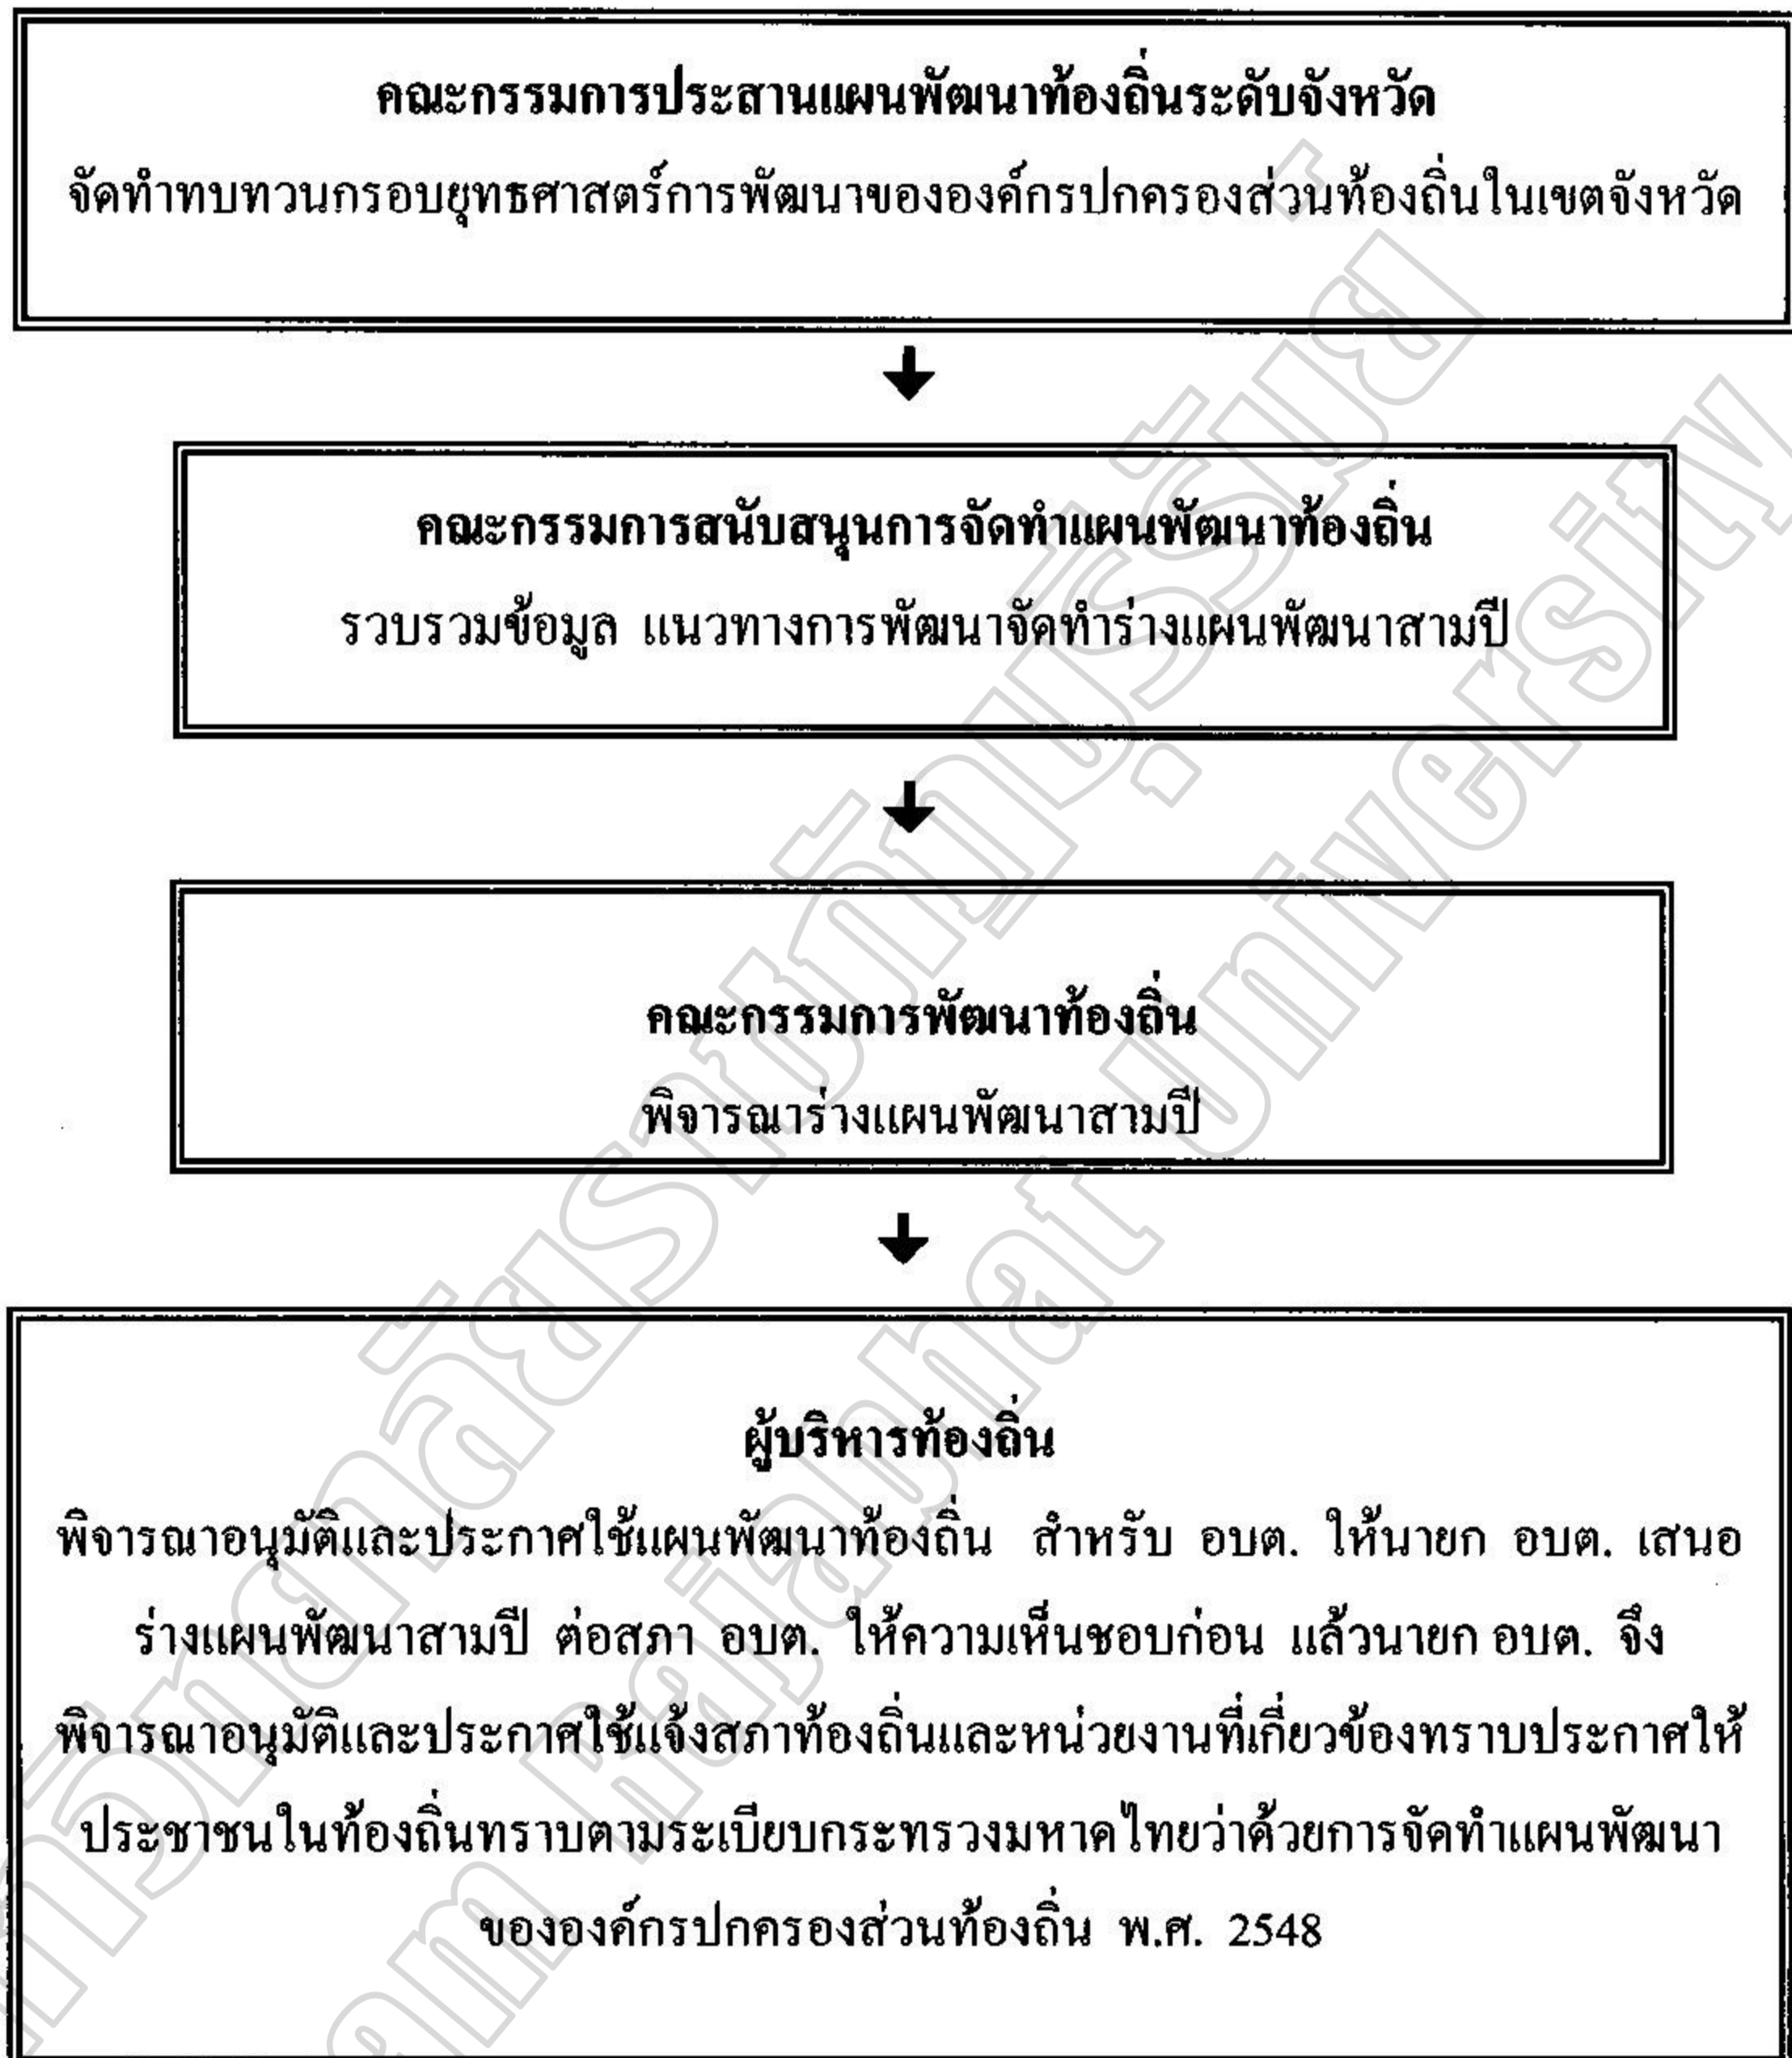 คณะกรรมการประสานแผนพัฒนาท้องถิ่นระดับจังหวัด
จัดทำทบทวนกรอบยุทธศาสตร์การพัฒนาขององค์กรปกครองส่วนท้องถิ่นในเขตจังหวัด
คณะกรรมการสนับสนุนการจัดทำแผนพัฒนาท้องถิ่น
รวบรวมข้อมูล แนวทางการพัฒนาจัดทำร่างแผนพัฒนาสามปี
คณะกรรมการพัฒนาท้องถิ่น
พิจารณาร่างแผนพัฒนาสามปี
ผู้บริหารท้องถิ่น
พิจารณาอนุมัติและประกาศใช้แผนพัฒนาท้องถิ่น สำหรับ อบต. ให้นายก อบต. เสนอ
ร่างแผนพัฒนาสามปี ต่อสภา อบต. ให้ความเห็นชอบก่อน แล้วนายก อบต. จึง
พิจารณาอนุมัติและประกาศใช้แจ้งสภาท้องถิ่นและหน่วยงานที่เกี่ยวข้องทราบประกาศให้
ประชาชนในท้องถิ่นทราบตามระเบียบกระทรวงมหาดไทยว่าด้วยการจัดทำแผนพัฒนา
ขององค์กรปกครองส่วนท้องถิ่น พ.ศ. 2548
Rajabhat University